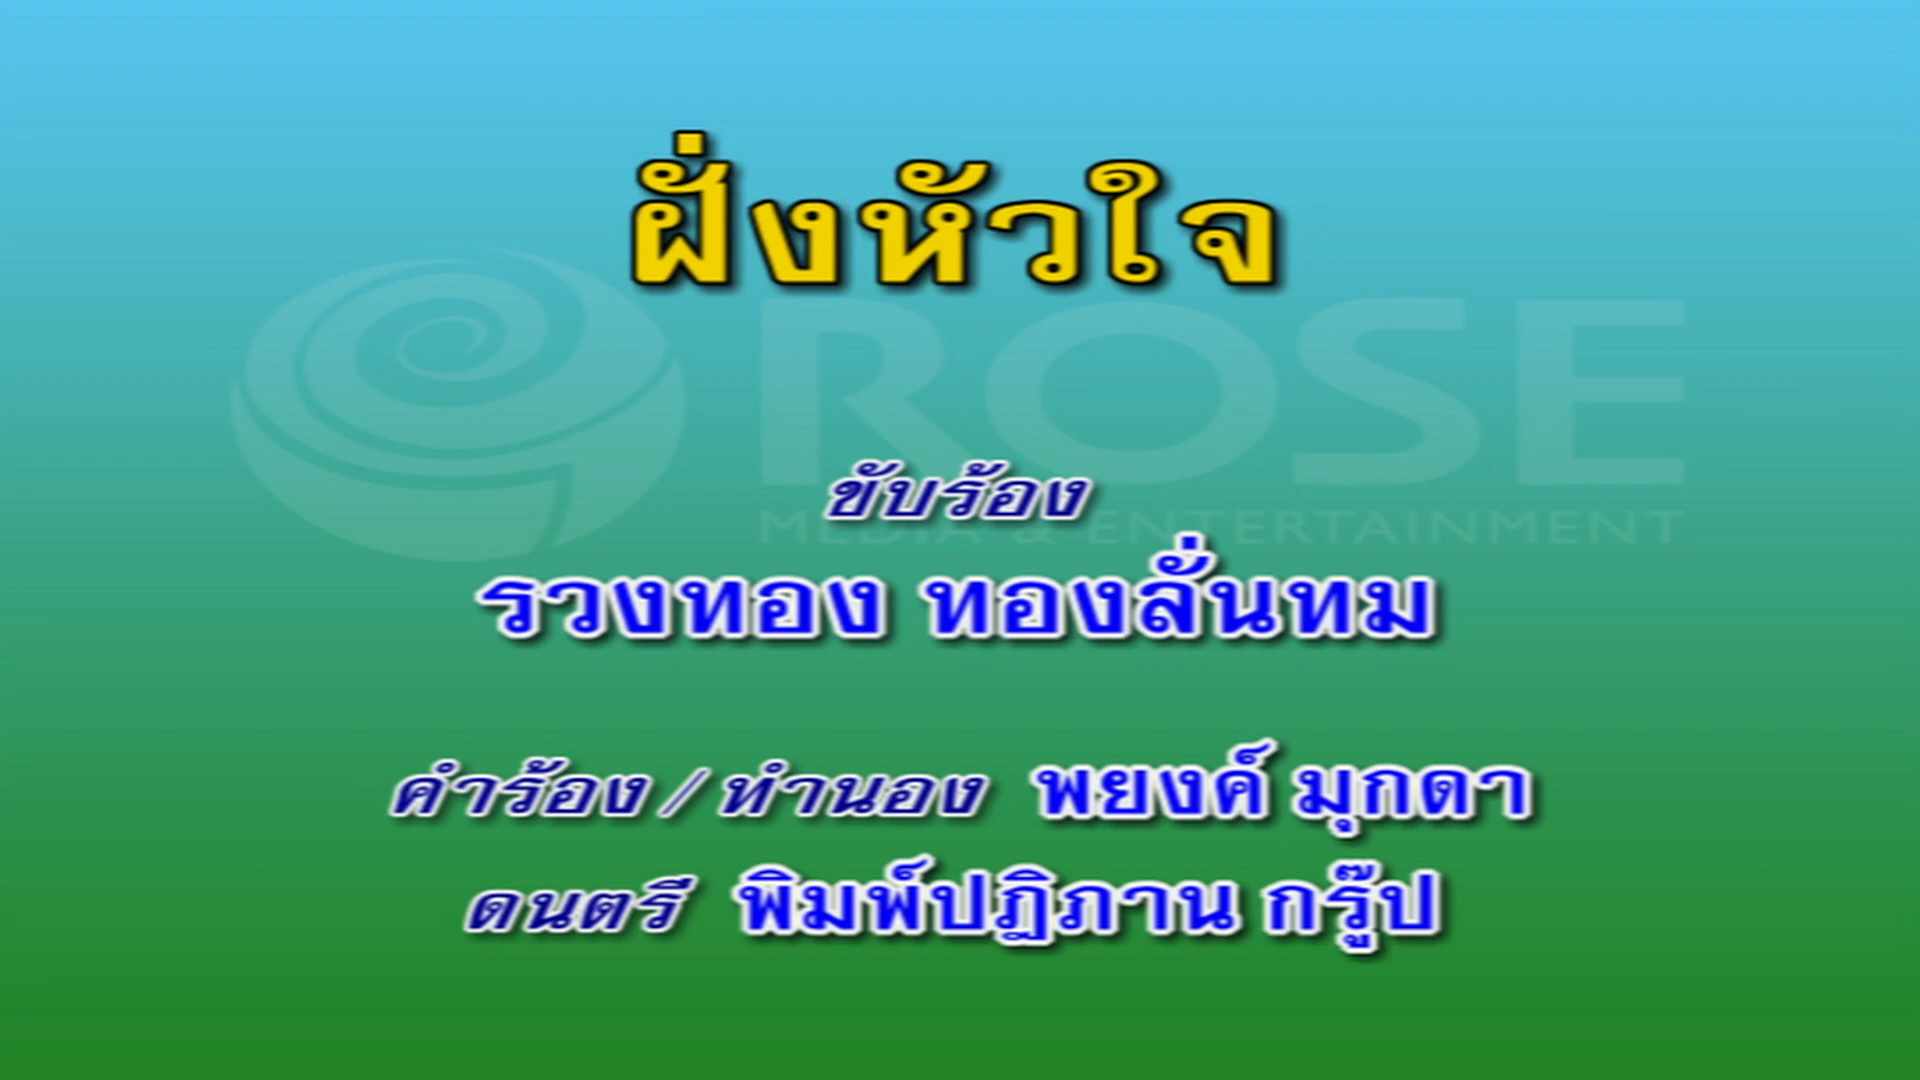 ฝั่งหัวใจ
ROSE
MEDIA & ENTERTAINMENT
ขับร้อง
รวงทอง ทองลั่นทม
คำร้อง / ทำนอง พยงค์ มุกดา
ดนตรี พิมพ์ปฏิภาน กรุ๊ป